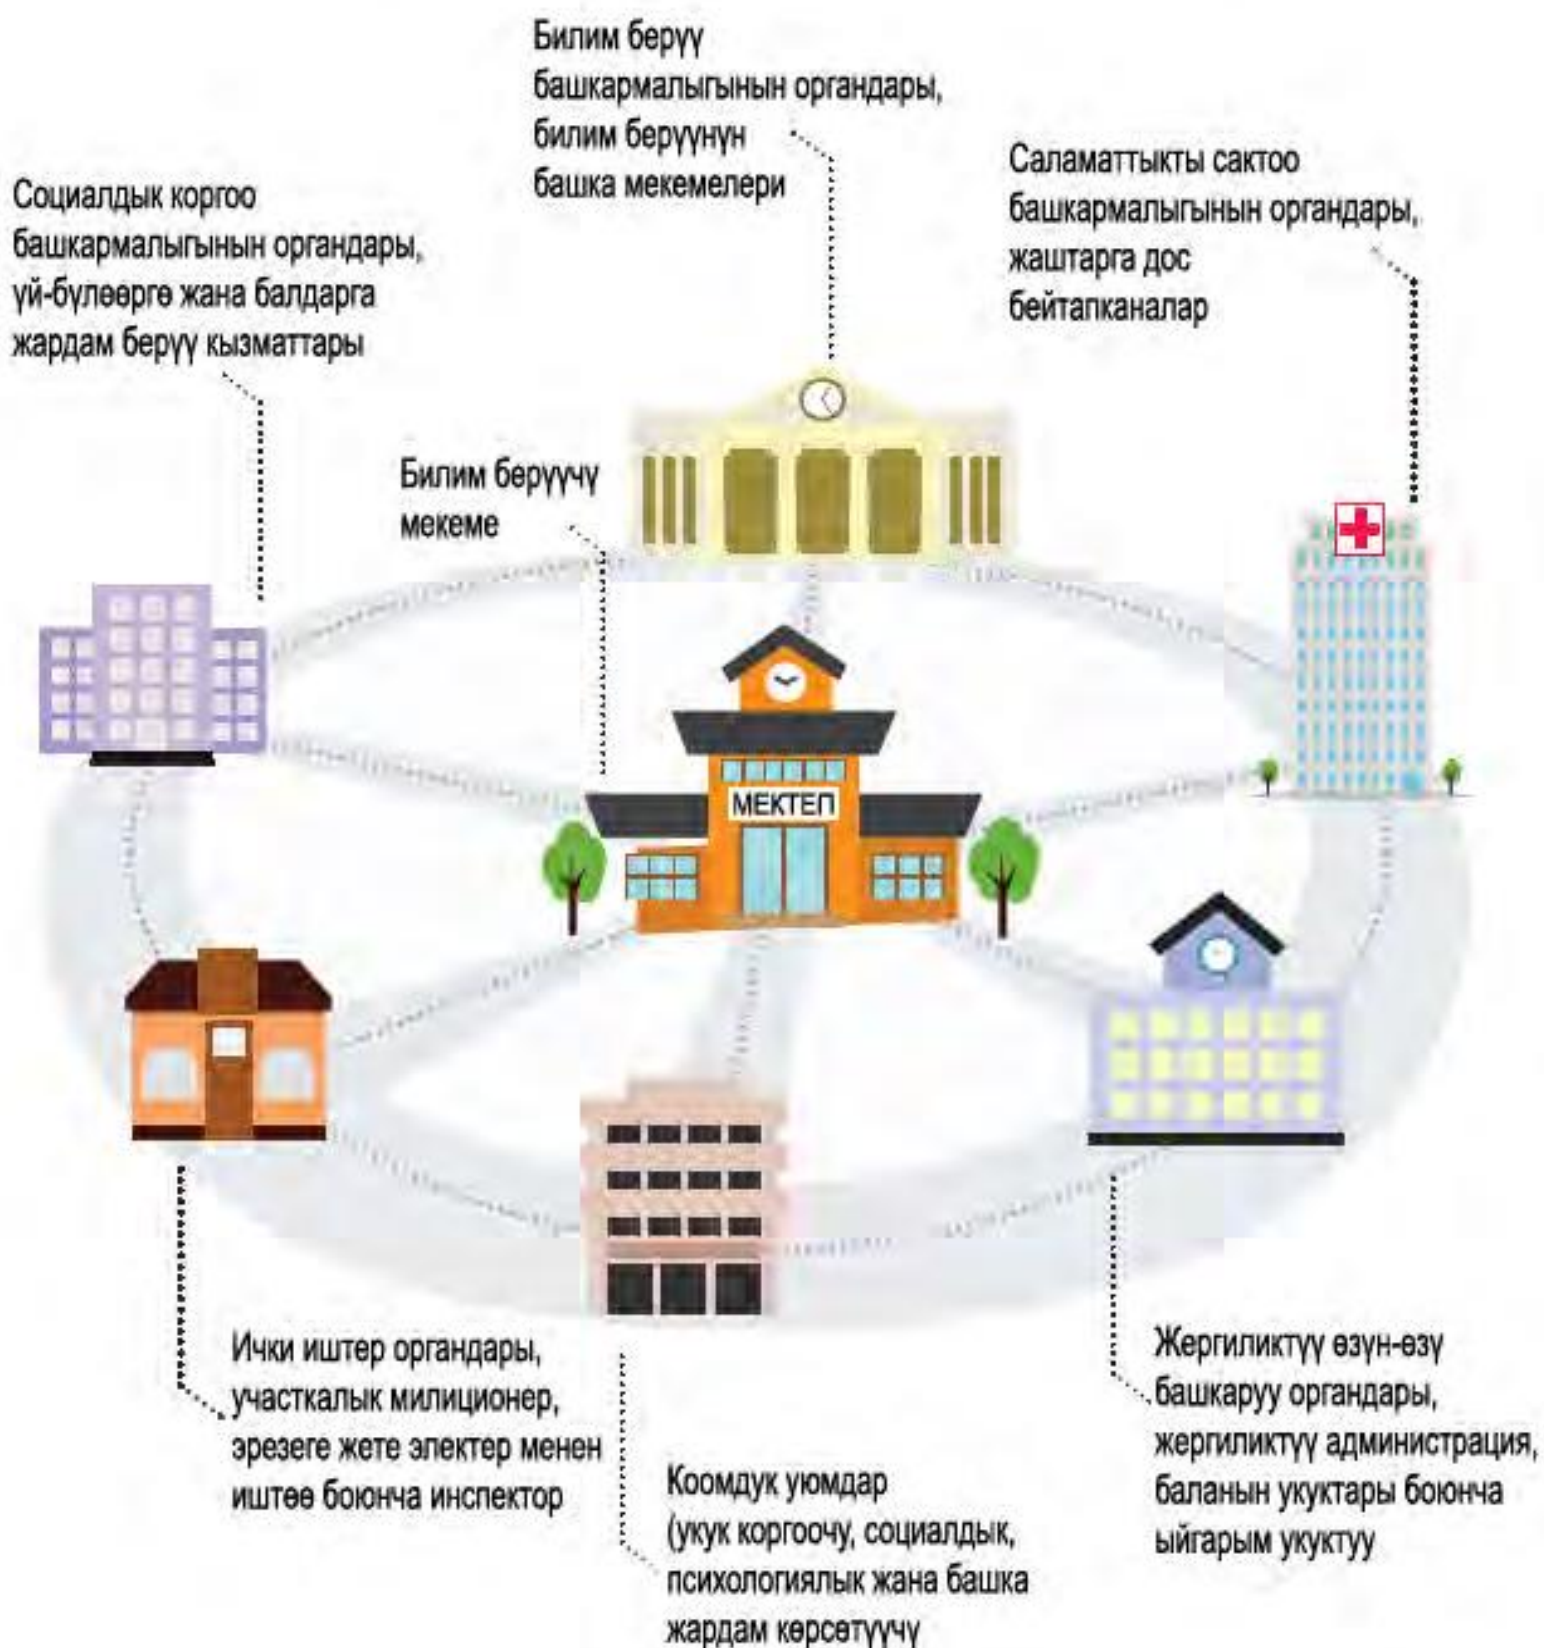 Билим берүү
башкармалыгынын органдары,
билим берүүнүн
башка мекемелери
Саламаттыкты сактоо
башкармалыгынын органдары,
жаштарга дос
бейтапканалар
Социалдык коргоо
башкармалыгынын органдары,
үй-бүлөөргө жана балдарга
жардам берүү кызматтары
Билим берүүчү
мекеме
МЕКТЕП
Ички иштер органдары,
участкалык милиционер,
эрезеге жете электер менен
иштөө боюнча инспектор
Коомдук уюмдар
(укук коргоочу, социалдык,
психологиялык жана башка
жардам көрсөтүүчү
Жергиликтүү өзүн-өзү
башкаруу органдары,
жергиликтүү администрация,
баланын укуктары боюнча
ыйгарым укуктуу